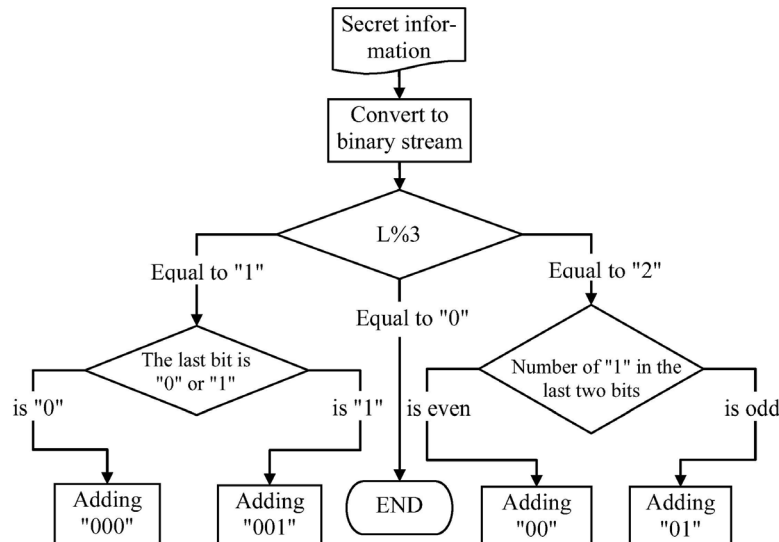 Secret infor-
mation
Convert to
binary stream
L%3
Equal to "1"
Equal to "2"
Equal to "0"
The last bit is
"0" or "1"
Number of "1" in the
last two bits
is "0"
is "1"
is even
is odd
Adding
"000"
Adding
"001"
END
Adding
"00"
Adding
"01"